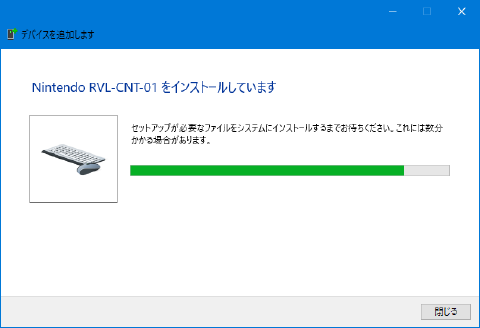 デバイスを追加します
Nintendo RVL-CNT-01 をインストールしています
セットアップが必要なファイルをシステムにインストールするまでお待ちください。これには数分
かかる場合があります。
閉じる